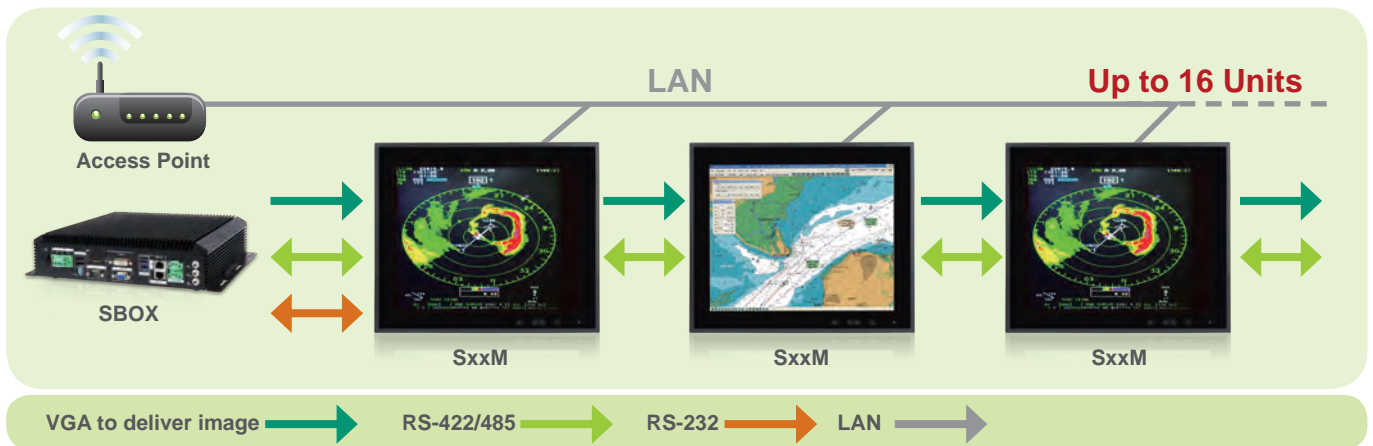 LAN
Up to 16 Units
Access Point
SBOX
SxxM
SxxM
SxxM
VGA to deliver image
RS-422/485
RS-232
LAN